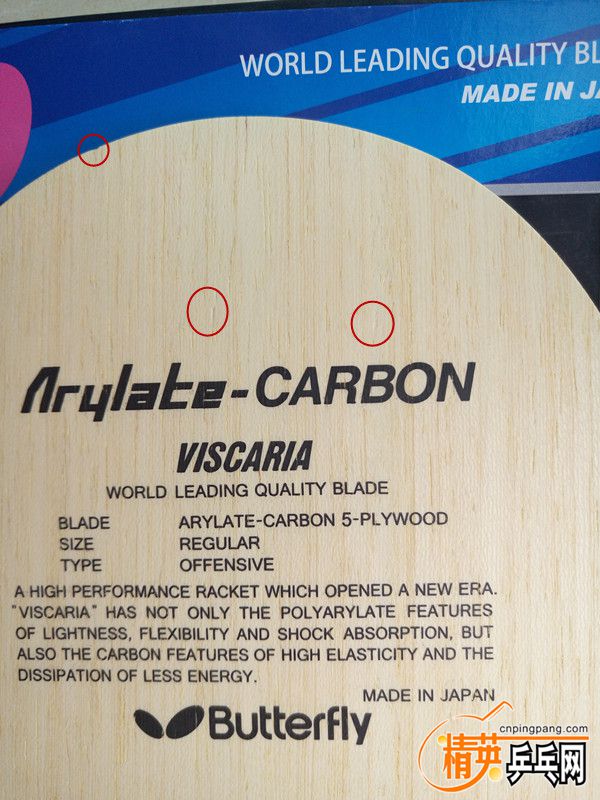 WORLD LEADING QUALITY BL
MADE IN JA
Arylate-CARBON
VISCARIA
WORLD LEADING QUALITY BLADE
BLADE ARYLATE-CARBON 5-PLYWOOD
SIZE REGULAR
TYPE OFFENSIVE
A HIGH PERFORMANCE RACKET WHICH OPENED A NEW ERA.
"VISCARIA" HAS NOT ONLY THE POLYARYLATE FEATURES
OF LIGHTNESS, FLEXIBILITY AND SHOCK ABSORPTION, BUT
ALSO THE CARBON FEATURES OF HIGH ELASTICITY AND THE
DISSIPATION OF LESS ENERGY.
MADE IN JAPAN
Butterfly
cnpingpang.com
精英乒乓网